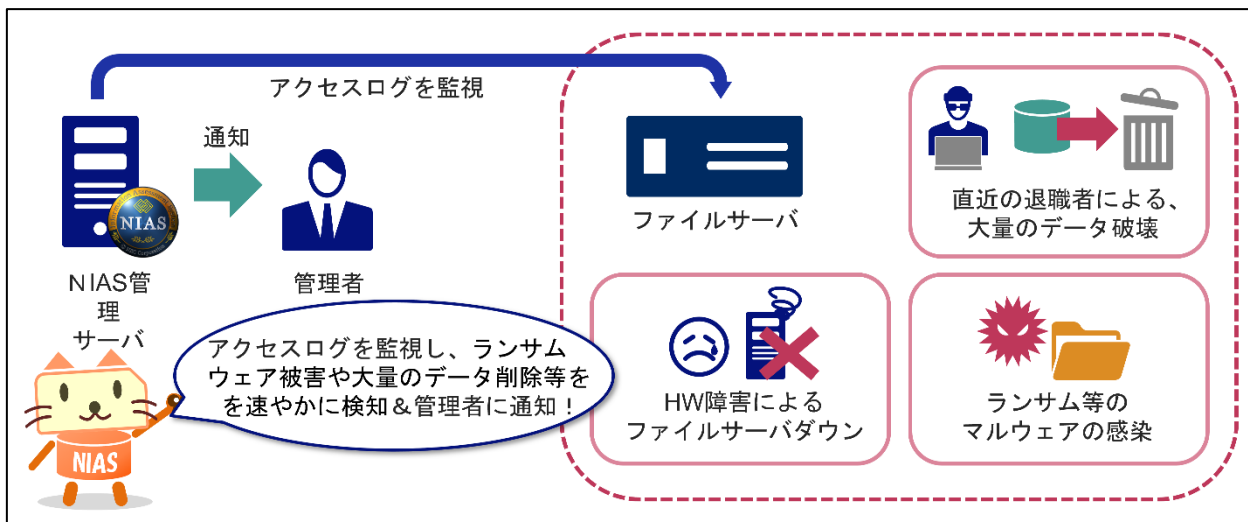 アクセスログを監視
通知
NIAS
NIAS管
理
サーバ
管理者
ファイルサーバ
直近の退職者による、
大量のデータ破壊
HW障害による
ファイルサーバダウン
ランサム等の
マルウェアの感染
アクセスログを監視し、ランサム
ウェア被害や大量のデータ削除等を
を速やかに検知＆管理者に通知！
NIAS